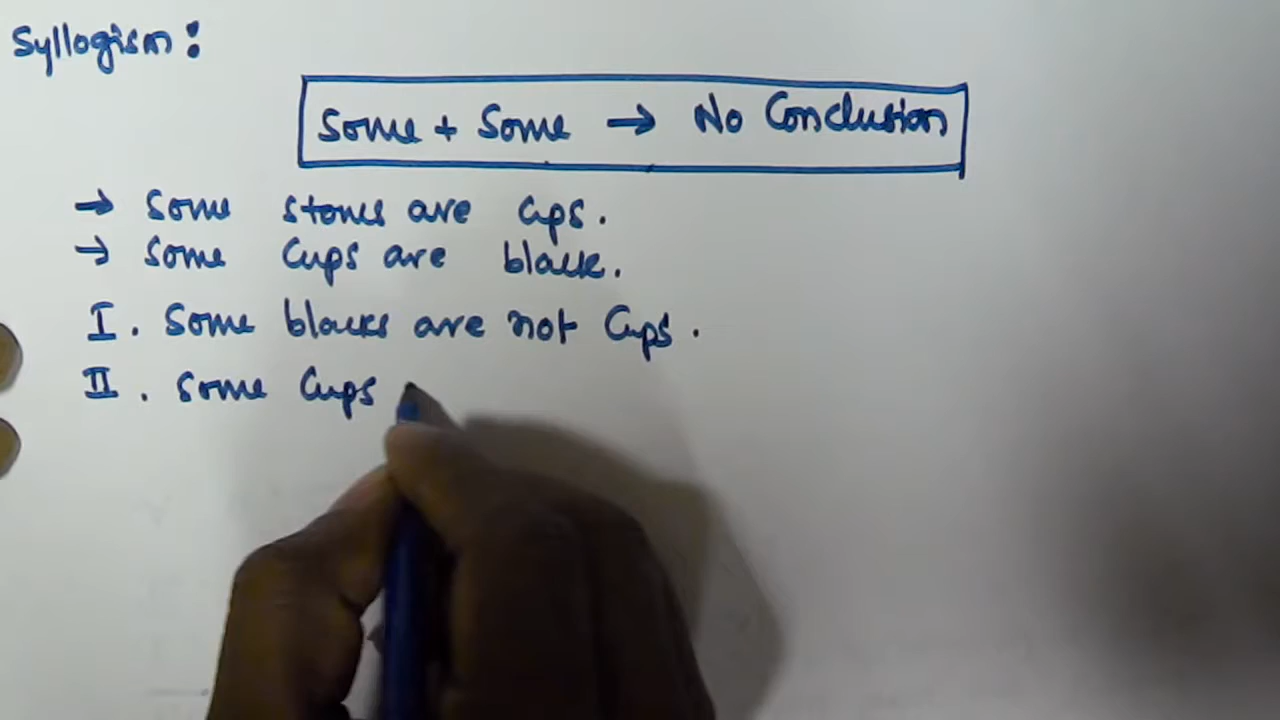 Syllogism:
Some + Some → No Conclusion
→ Some stones are cups.
→ Some Cups are black.
I. Some blacks are not Cups.
II. Some Cups